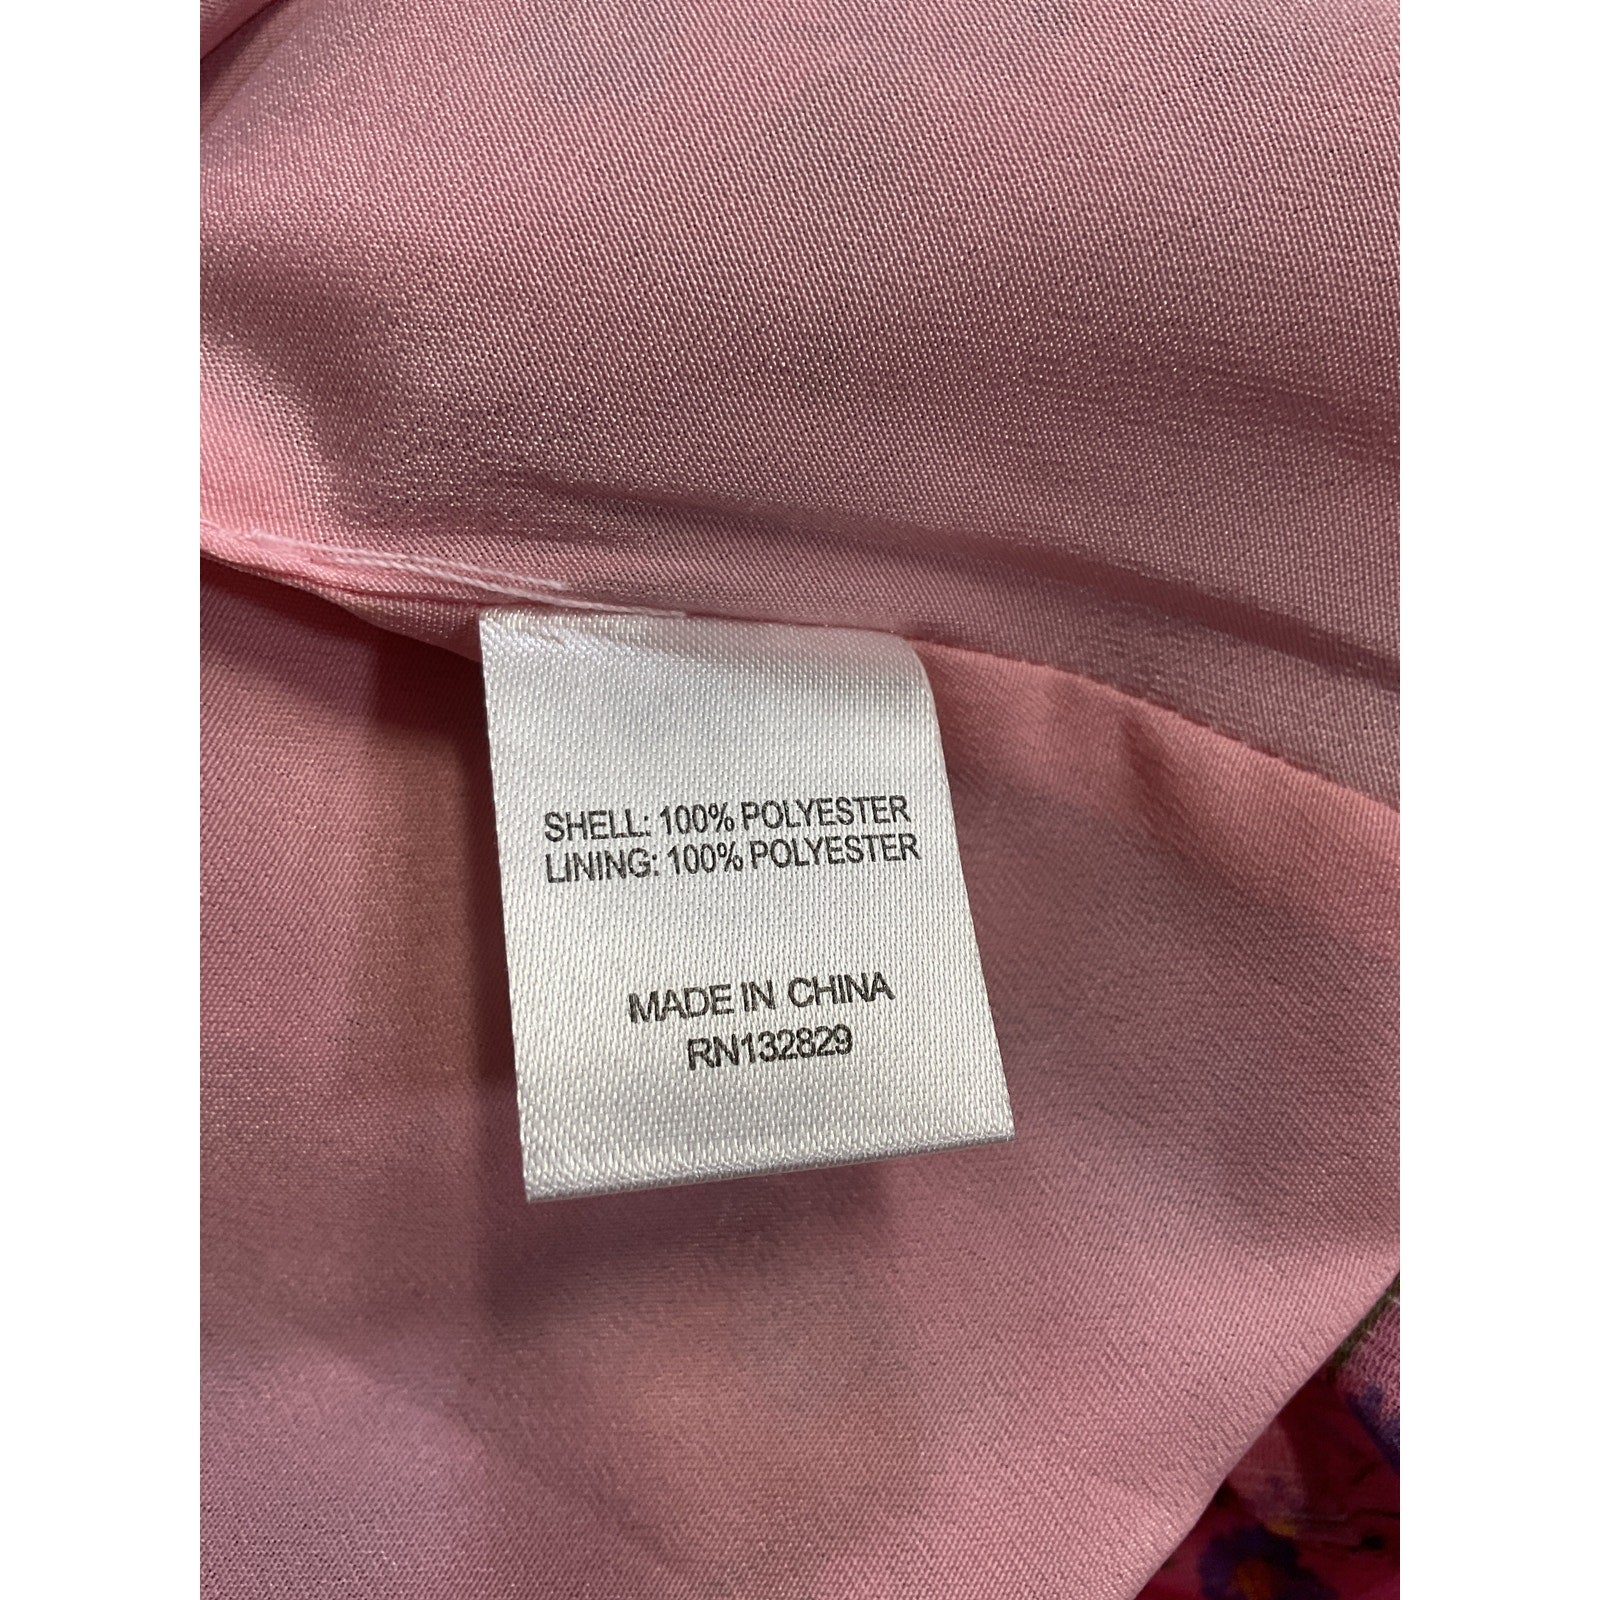 SHELL: 100% POLYESTER
LINING: 100% POLYESTER
MADE IN CHINA
RN132829